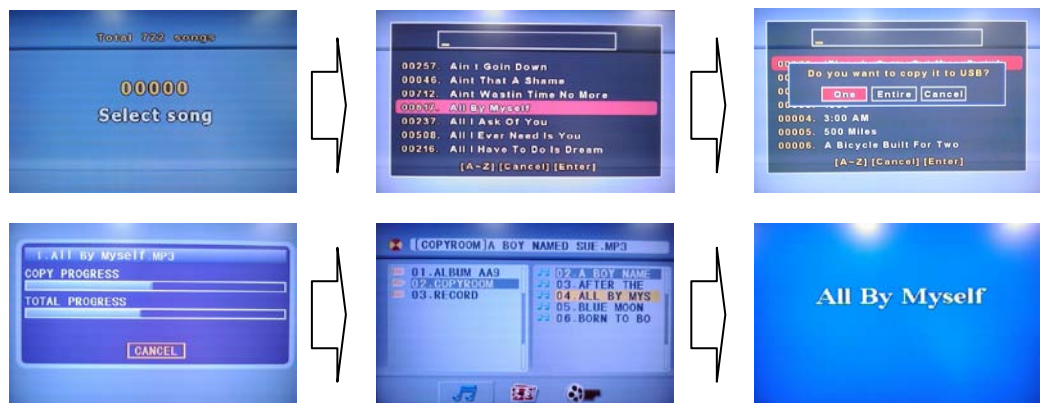 Total 722 songs
00000
Select song
00257. Ain t Goin Down
00046. Aint That A Shame
00712. Aint Wastin Time No More
All By Myself
00237. All I Ask Of You
00508. All I Ever Need Is You
00216. All I Have To Do Is Dream
[A~Z] [Cancel] [Enter]
Do you want to copy it to USB?
One Entire Cancel
00004. 3:00 AM
00005. 500 Miles
00006. A Bicycle Built For Two
[A~Z] [Cancel] [Enter]
1.All By Myself.MP3
COPY PROGRESS
TOTAL PROGRESS
CANCEL
[COPYROOM]A BOY NAMED SUE.MP3
01.ALBUM AA9
02.COPYROOM
03.RECORD
02.A BOY NAME
03.AFTER THE
04.ALL BY MYS
05.BLUE MOON
06.BORN TO BO
All By Myself